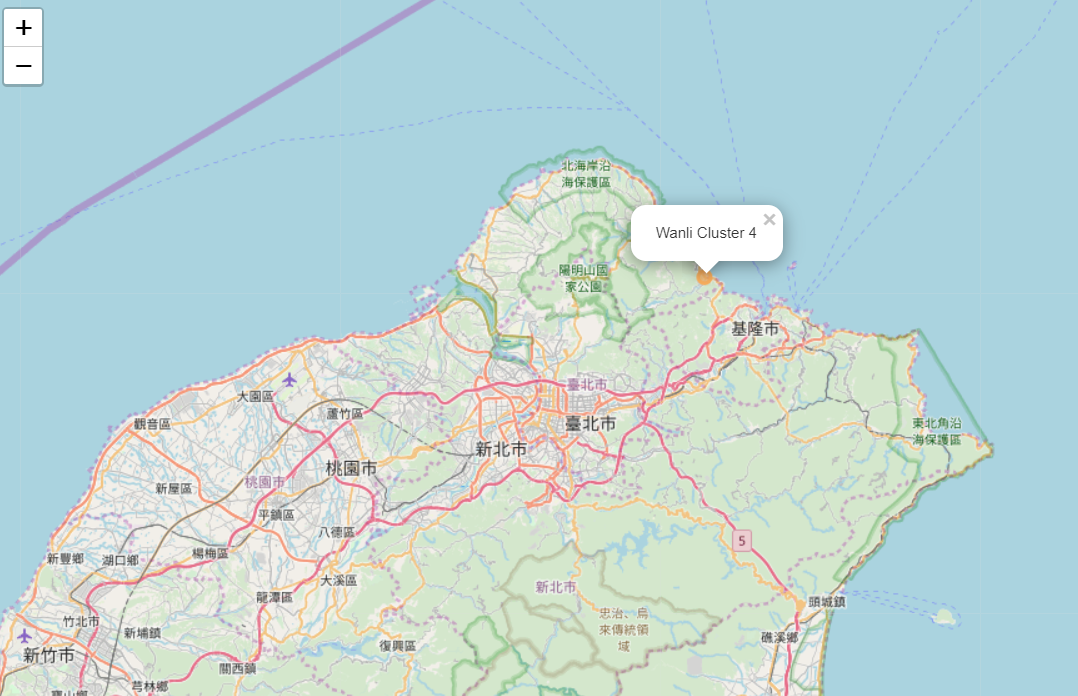 +
−
北海岸沿
海保護區
×
Wanli Cluster 4
陽明山國
家公園
基隆市
臺北市
大園區
蘆竹區
觀音區
臺北市
東北角沿
海保護區
新北市
桃園市
桃園市
新屋區
平鎮區
八德區
5
新豐鄉
湖口鄉
楊梅區
大溪區
新北市
龍潭區
頭城鎮
忠治、烏
來傳統領
域
竹北市
新埔鎮
礁溪鄉
復興區
新竹市
關西鎮
芎林鄉
寶山鄉